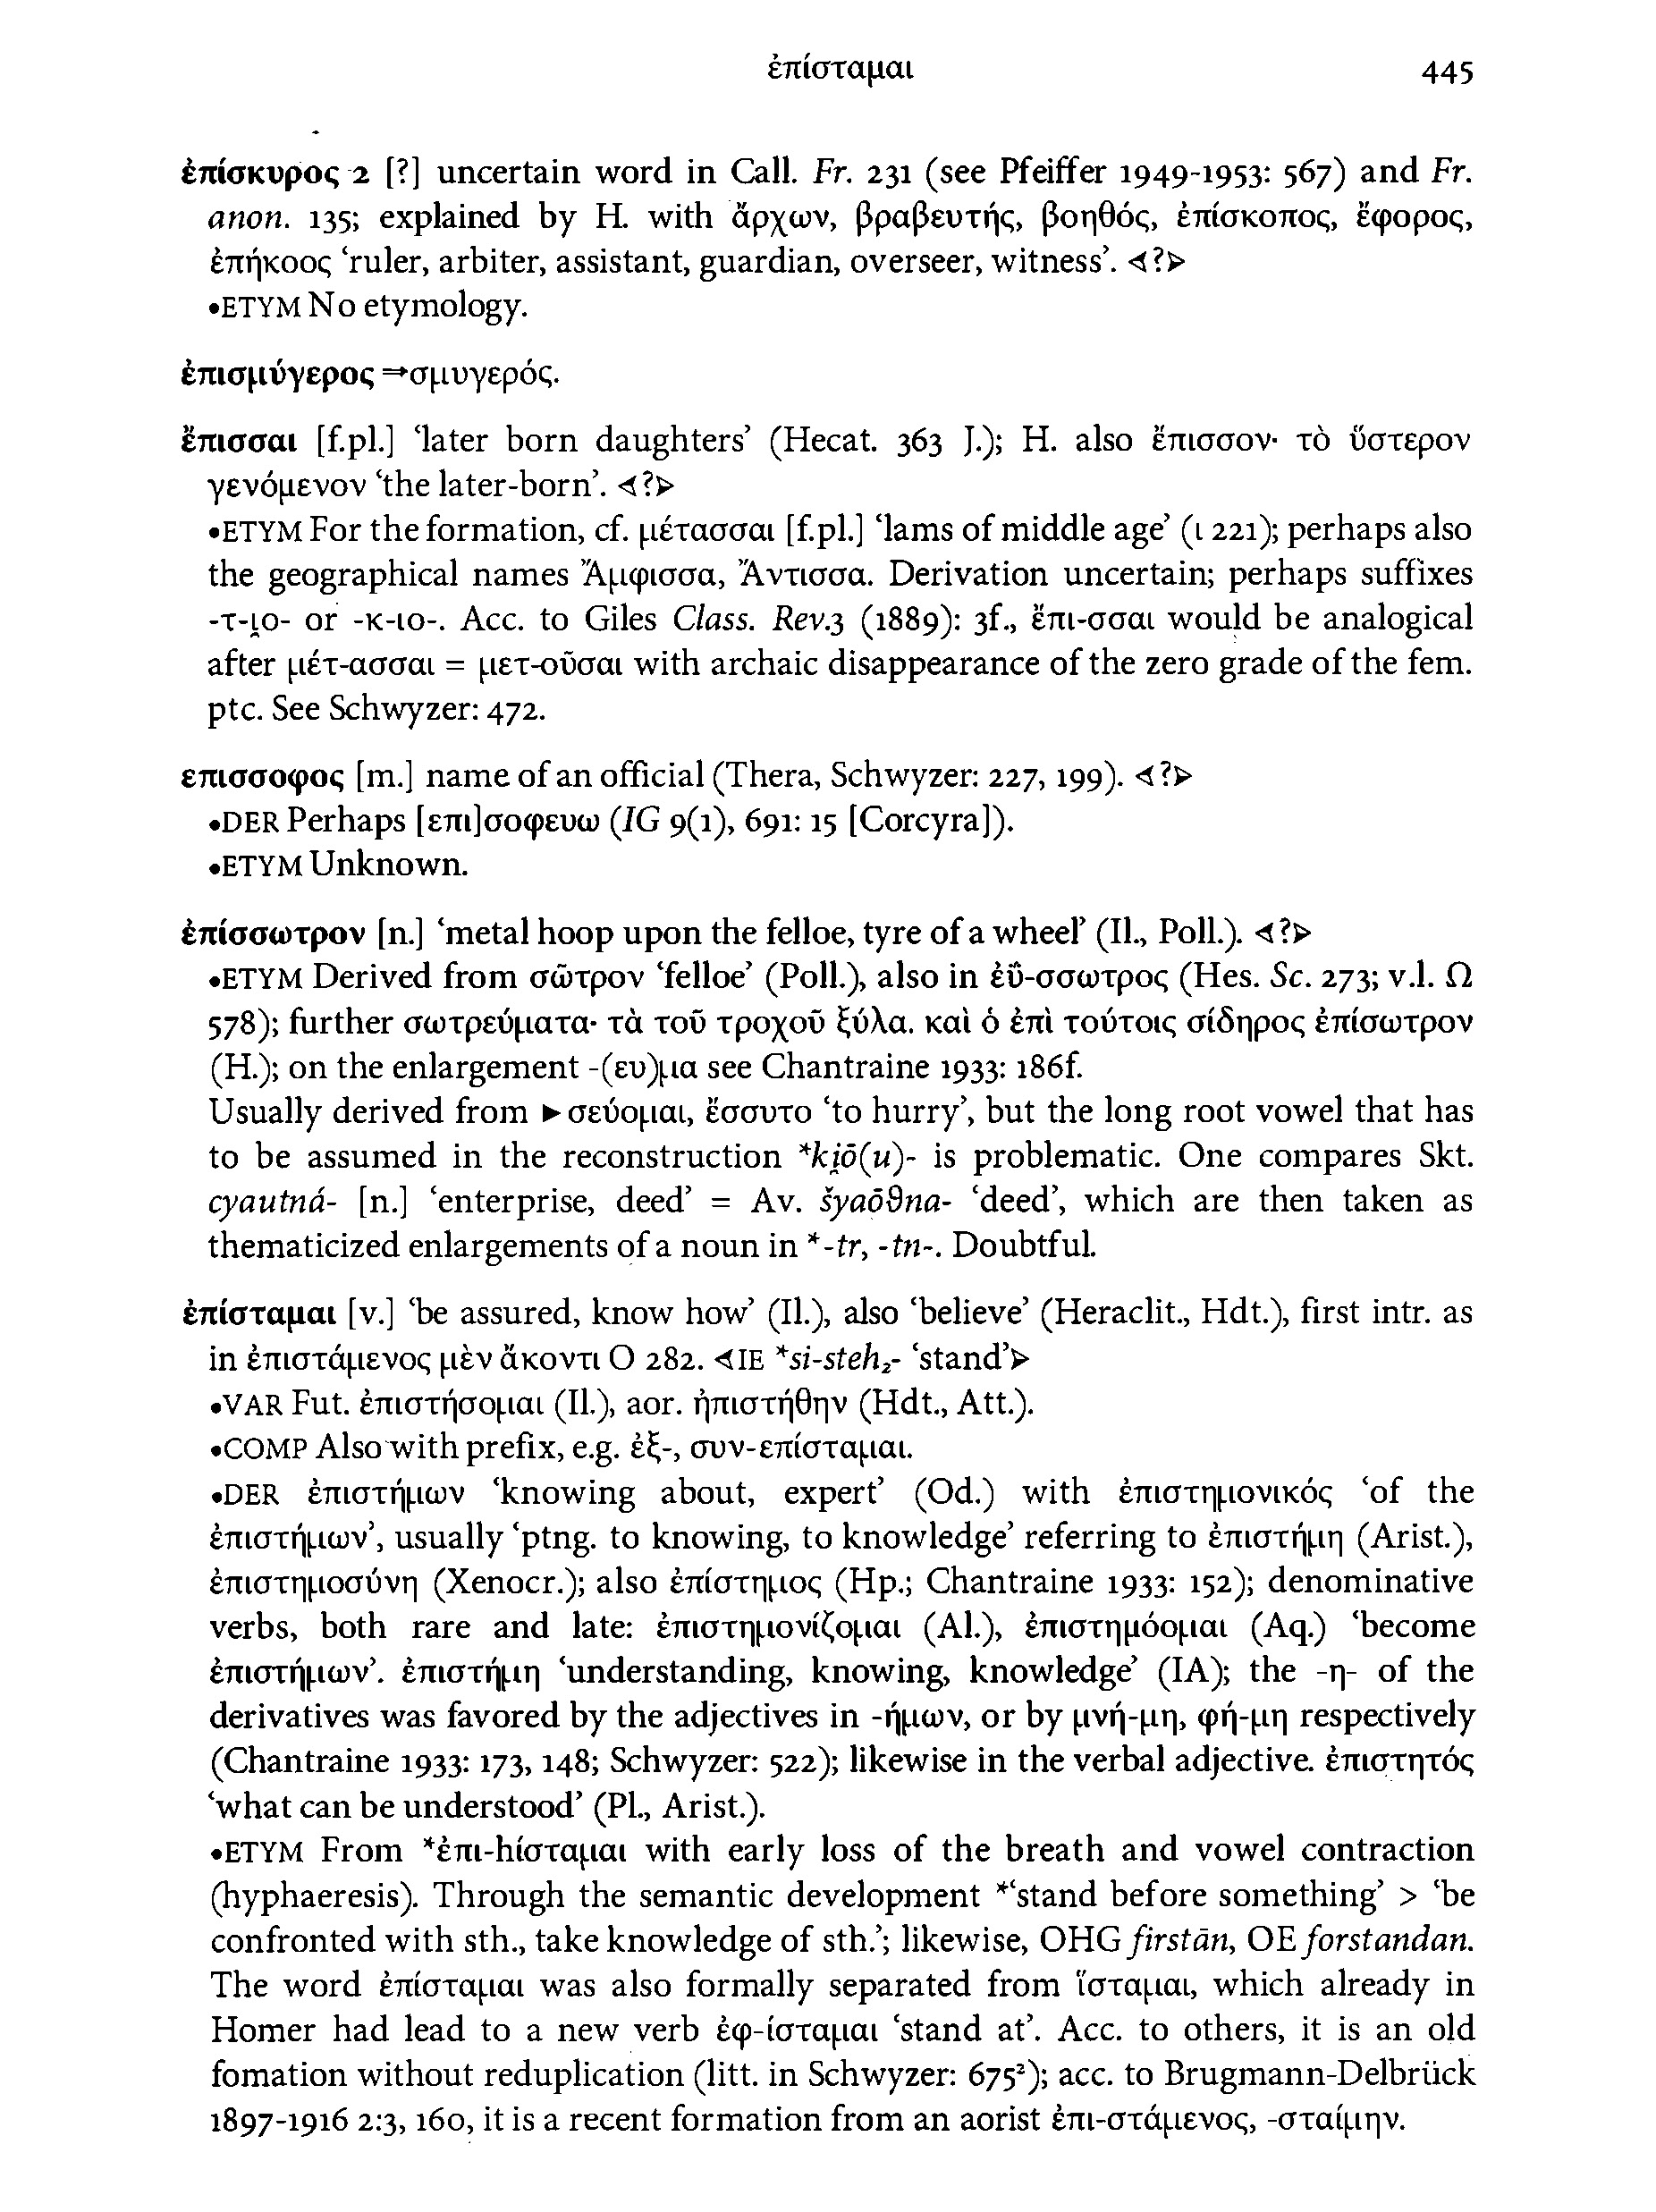 ἐπίσταμαι 445
ἐπίσκυρος 2 [?] uncertain word in Call. Fr. 231 (see Pfeiffer 1949-1953: 567) and Fr.
anon. 135; explained by H. with ἄρχων, βραβευτής, βοηθός, ἐπίσκοπος, ἔφορος,
ἐπήκοος ‘ruler, arbiter, assistant, guardian, overseer, witness’. ◁?▷
•ETYM No etymology.
ἐπισμύγερος ⇒σμυγερός.
ἔπισσαι [f.pl.] ‘later born daughters’ (Hecat. 363 J.); H. also ἔπισσον· τὸ ὕστερον
γενόμενον ‘the later-born’. ◁?▷
•ETYM For the formation, cf. μέτασσαι [f.pl.] ‘lams of middle age’ (ι 221); perhaps also
the geographical names Ἄμφισσα, Ἄντισσα. Derivation uncertain; perhaps suffixes
-τ-ι̯ο- or -κ-ιο-. Acc. to Giles Class. Rev.3 (1889): 3f., ἔπι-σσαι would be analogical
after μέτ-ασσαι = μετ-οῦσαι with archaic disappearance of the zero grade of the fem.
ptc. See Schwyzer: 472.
επισσοφος [m.] name of an official (Thera, Schwyzer: 227, 199). ◁?▷
•DER Perhaps [επι]σοφευω (IG 9(1), 691: 15 [Corcyra]).
•ETYM Unknown.
ἐπίσσωτρον [n.] ‘metal hoop upon the felloe, tyre of a wheel’ (Il., Poll.). ◁?▷
•ETYM Derived from σῶτρον ‘felloe’ (Poll.), also in ἐΰ-σσωτρος (Hes. Sc. 273; v.l. Ω
578); further σωτρεύματα· τὰ τοῦ τροχοῦ ξύλα. καὶ ὁ ἐπὶ τούτοις σίδηρος ἐπίσωτρον
(H.); on the enlargement -(ευ)μα see Chantraine 1933: 186f.
Usually derived from ►σεύομαι, ἔσσυτο ‘to hurry’, but the long root vowel that has
to be assumed in the reconstruction *ki̯ō(u)- is problematic. One compares Skt.
cyautná- [n.] ‘enterprise, deed’ = Av. šyaōϑna- ‘deed’, which are then taken as
thematicized enlargements of a noun in *-tr, -tn-. Doubtful.
ἐπίσταμαι [v.] ‘be assured, know how’ (Il.), also ‘believe’ (Heraclit., Hdt.), first intr. as
in ἐπιστάμενος μὲν ἄκοντι Ο 282. ◁IE *si-steh₂- ‘stand’▷
•VAR Fut. ἐπιστήσομαι (Il.), aor. ἠπιστήθην (Hdt., Att.).
•COMP Also with prefix, e.g. ἐξ-, συν-επίσταμαι.
•DER ἐπιστήμων ‘knowing about, expert’ (Od.) with ἐπιστημονικός ‘of the
ἐπιστήμων’, usually ‘ptng. to knowing, to knowledge’ referring to ἐπιστήμη (Arist.),
ἐπιστημοσύνη (Xenocr.); also ἐπίστημος (Hp.; Chantraine 1933: 152); denominative
verbs, both rare and late: ἐπιστημονίζομαι (Al.), ἐπιστημόομαι (Aq.) ‘become
ἐπιστήμων’. ἐπιστήμη ‘understanding, knowing, knowledge’ (IA); the -η- of the
derivatives was favored by the adjectives in -ήμων, or by μνή-μη, φή-μη respectively
(Chantraine 1933: 173, 148; Schwyzer: 522); likewise in the verbal adjective. ἐπιστητός
‘what can be understood’ (Pl., Arist.).
•ETYM From *ἐπι-hίσταμαι with early loss of the breath and vowel contraction
(hyphaeresis). Through the semantic development *‘stand before something’ > ‘be
confronted with sth., take knowledge of sth.’; likewise, OHG firstān, OE forstandan.
The word ἐπίσταμαι was also formally separated from ἵσταμαι, which already in
Homer had lead to a new verb ἐφ-ίσταμαι ‘stand at’. Acc. to others, it is an old
fomation without reduplication (litt. in Schwyzer: 675²); acc. to Brugmann-Delbrück
1897-1916 2:3, 160, it is a recent formation from an aorist ἐπι-στάμενος, -σταίμην.